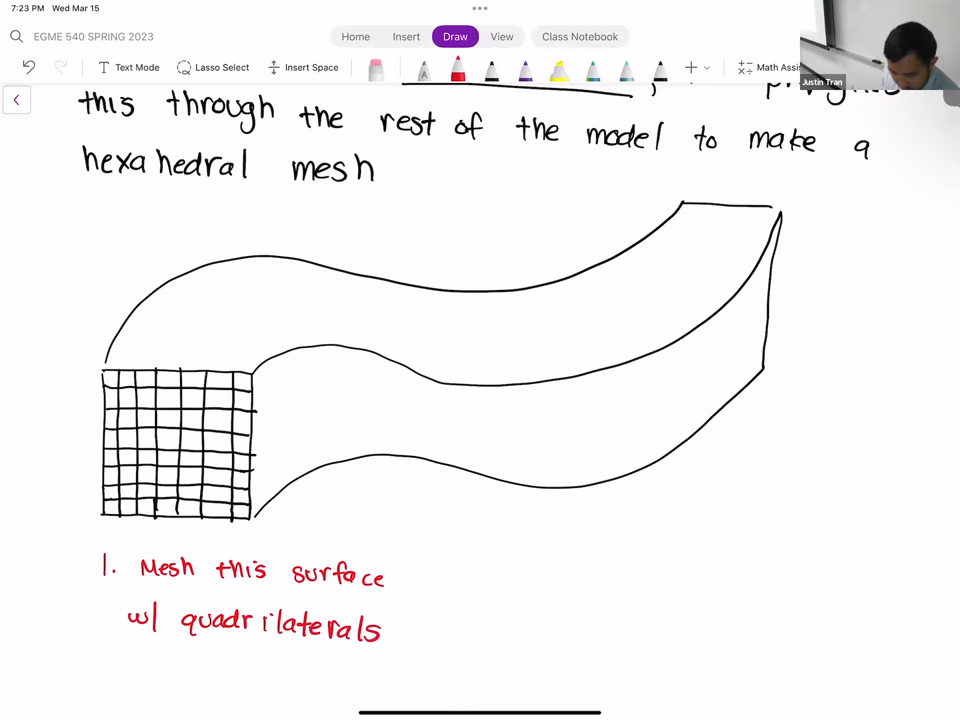 7:23 PM Wed Mar 15
EGME 540 SPRING 2023
Home Insert Draw View Class Notebook
Text Mode Lasso Select Insert Space Math Assis
Justin Tran
this through the rest of the model to make a
hexahedral mesh
1. Mesh this surface
w/ quadrilaterals